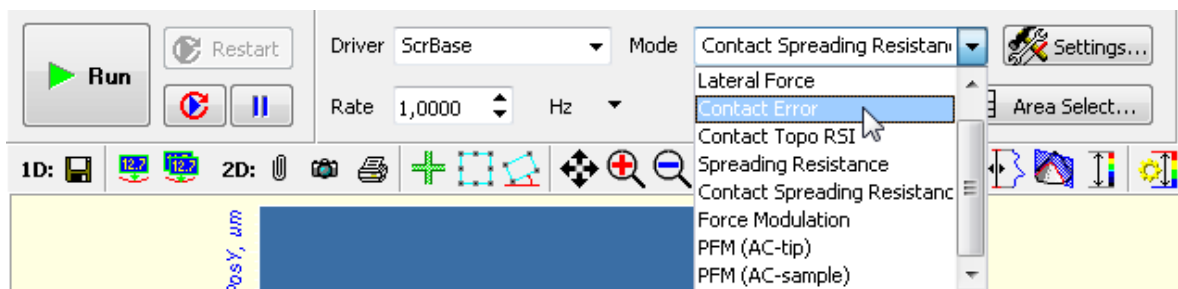 Run
Restart
Driver ScrBase Mode Contact Spreading Resistan
Settings...
Rate 1,0000 Hz
Area Select...
Lateral Force
Contact Error
Contact Topo RSI
Spreading Resistance
Contact Spreading Resistanc
Force Modulation
PFM (AC-tip)
PFM (AC-sample)
1D: 12.7 12.7 2D:
PosY, um